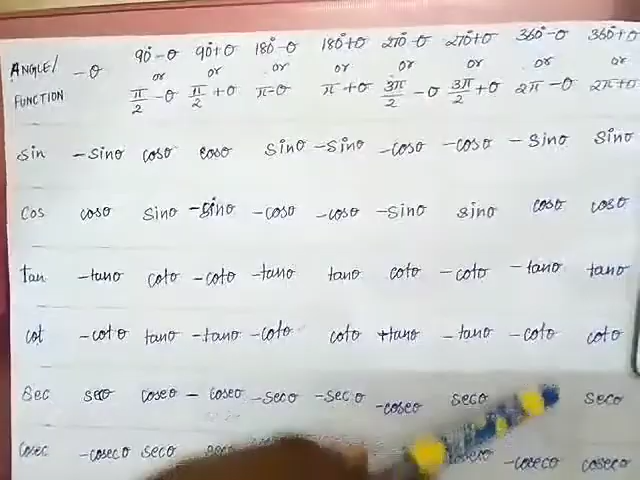 ANGLE/ -θ 90°-θ 90°+θ 180°-θ 180°+θ 270°-θ 270°+θ 360°-θ 360°+θ
or or or or or or or or
FUNCTION π/2 -θ π/2 +θ π-θ π+θ 3π/2 -θ 3π/2 +θ 2π-θ 2π+θ
sin -sinθ cosθ cosθ sinθ -sinθ -cosθ -cosθ -sinθ sinθ
Cos cosθ sinθ -sinθ -cosθ -cosθ -sinθ sinθ cosθ cosθ
tan -tanθ cotθ -cotθ -tanθ tanθ cotθ -cotθ -tanθ tanθ
cot -cotθ tanθ -tanθ -cotθ cotθ +tanθ -tanθ -cotθ cotθ
Sec secθ cosecθ -cosecθ -secθ -secθ -cosecθ secθ secθ
Cosec -cosecθ secθ -cosecθ cosecθ